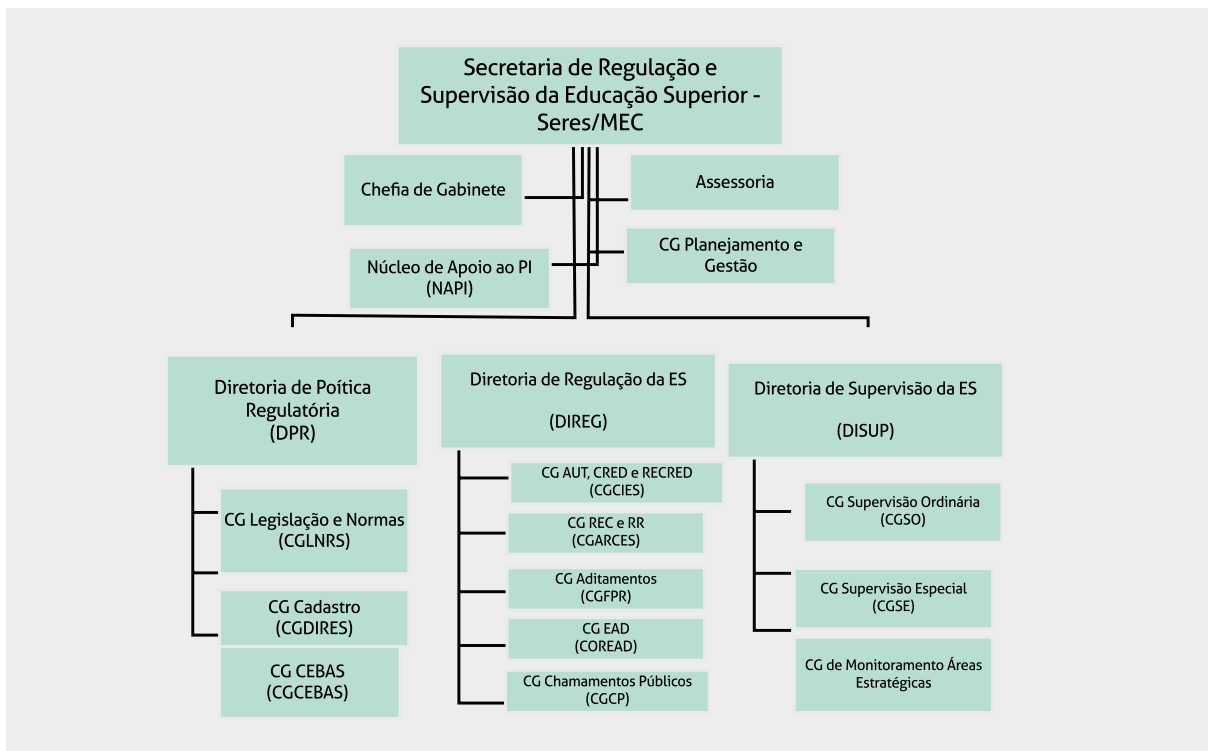 Secretaria de Regulação e
Supervisão da Educação Superior -
Seres/MEC
Chefia de Gabinete
Assessoria
Núcleo de Apoio ao PI
(NAPI)
CG Planejamento e
Gestão
Diretoria de Poítica
Regulatória
(DPR)
CG Legislação e Normas
(CGLNRS)
CG Cadastro
(CGDIRES)
CG CEBAS
(CGCEBAS)
Diretoria de Regulação da ES
(DIREG)
CG AUT, CRED e RECRED
(CGCIES)
CG REC e RR
(CGARCES)
CG Aditamentos
(CGFPR)
CG EAD
(COREAD)
CG Chamamentos Públicos
(CGCP)
Diretoria de Supervisão da ES
(DISUP)
CG Supervisão Ordinária
(CGSO)
CG Supervisão Especial
(CGSE)
CG de Monitoramento Áreas
Estratégicas